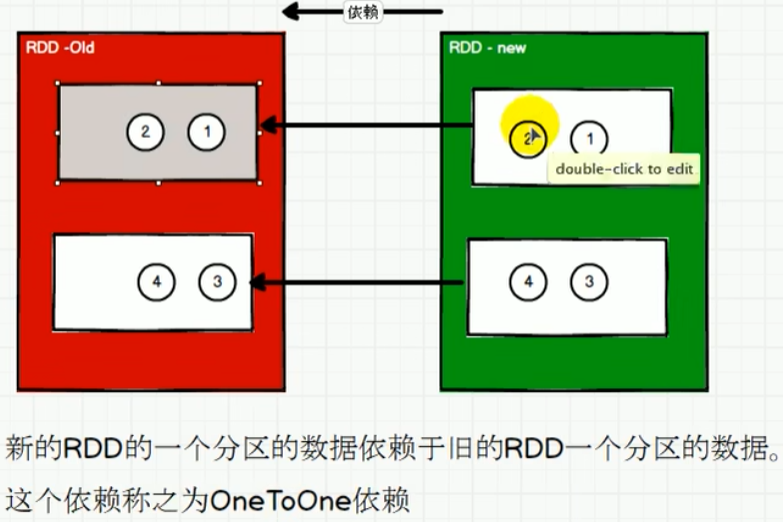 依赖
RDD -Old
RDD - new
2 1
2 1
double-click to edit
4 3
4 3
新的RDD的一个分区的数据依赖于旧的RDD一个分区的数据。
这个依赖称之为OneToOne依赖